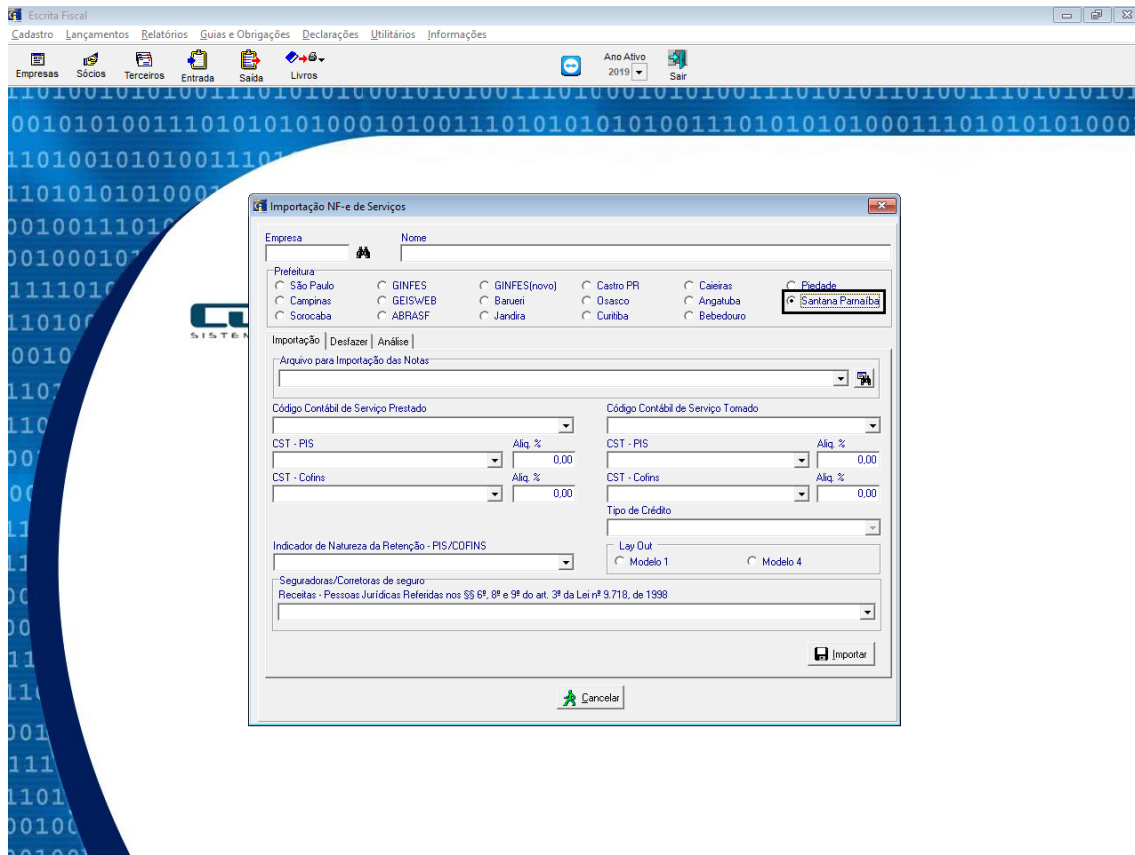 Escrita Fiscal
Cadastro Lançamentos Relatórios Guias e Obrigações Declarações Utilitários Informações
Empresas Sócios Terceiros Entrada Saída Livros Ano Ativo 2019 Sair
Importação NF-e de Serviços
Empresa Nome
Prefeitura
São Paulo GINFES GINFES(novo) Castro PR Caieiras Piedade
Campinas GEISWEB Barueri Osasco Angatuba Santana Parnaíba
Sorocaba ABRASF Jandira Curitiba Bebedouro
Importação Desfazer Análise
Arquivo para Importação das Notas
Código Contábil de Serviço Prestado Código Contábil de Serviço Tomado
CST - PIS Aliq. % CST - PIS Aliq. %
0,00 0,00
CST - Cofins Aliq. % CST - Cofins Aliq. %
0,00 0,00
Tipo de Crédito
Indicador de Natureza da Retenção - PIS/COFINS Lay Out
Modelo 1 Modelo 4
Seguradoras/Corretoras de seguro
Receitas - Pessoas Jurídicas Referidas nos §§ 6º, 8º e 9º do art. 3º da Lei nº 9.718, de 1998
Importar
Cancelar